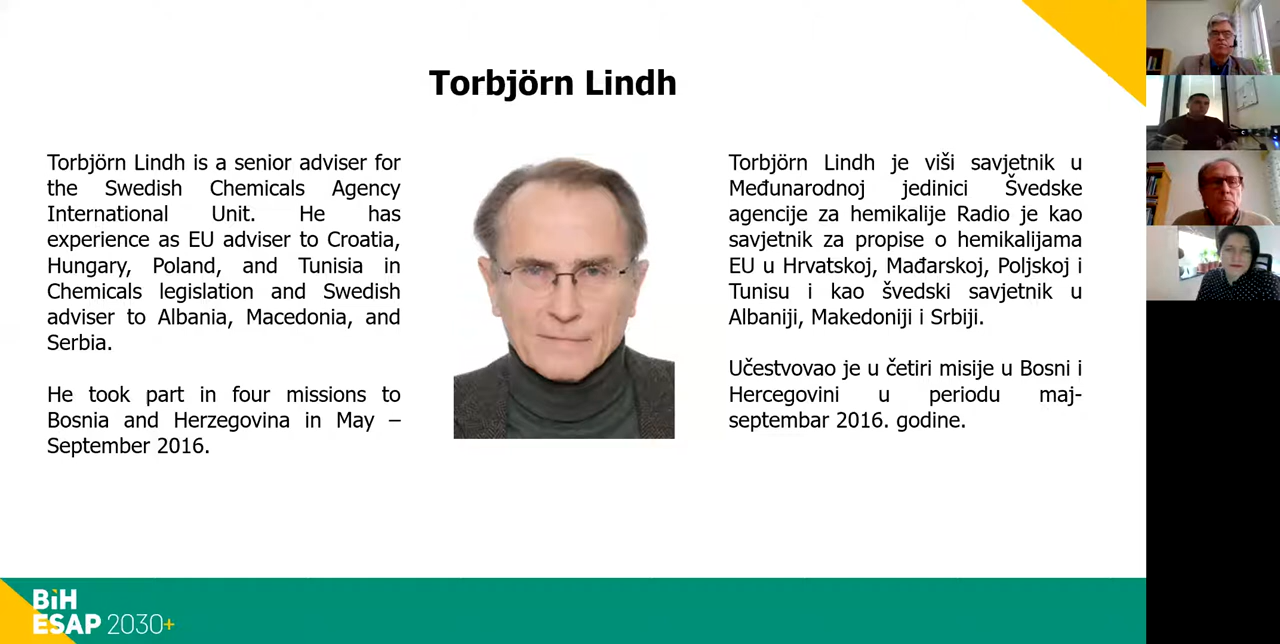 Torbjörn Lindh
Torbjörn Lindh is a senior adviser for
the Swedish Chemicals Agency
International Unit. He has
experience as EU adviser to Croatia,
Hungary, Poland, and Tunisia in
Chemicals legislation and Swedish
adviser to Albania, Macedonia, and
Serbia.
He took part in four missions to
Bosnia and Herzegovina in May –
September 2016.
Torbjörn Lindh je viši savjetnik u
Međunarodnoj jedinici Švedske
agencije za hemikalije Radio je kao
savjetnik za propise o hemikalijama
EU u Hrvatskoj, Mađarskoj, Poljskoj i
Tunisu i kao švedski savjetnik u
Albaniji, Makedoniji i Srbiji.
Učestvovao je u četiri misije u Bosni i
Hercegovini u periodu maj-
septembar 2016. godine.
BiH
ESAP 2030+